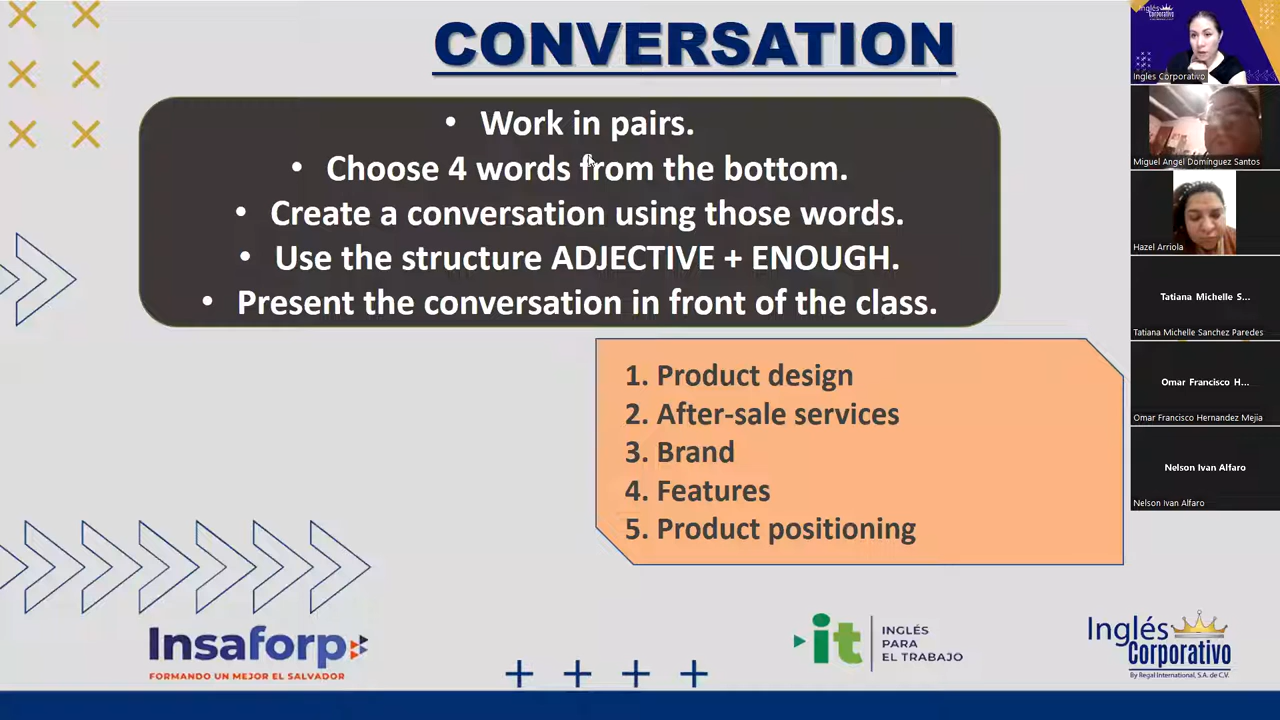 CONVERSATION
• Work in pairs.
• Choose 4 words from the bottom.
• Create a conversation using those words.
• Use the structure ADJECTIVE + ENOUGH.
• Present the conversation in front of the class.
1. Product design
2. After-sale services
3. Brand
4. Features
5. Product positioning
Insaforp
FORMANDO UN MEJOR EL SALVADOR
it
INGLÉS
PARA
EL TRABAJO
Inglés
Corporativo
By Regal International, S.A. de C.V.
Inglés
Corporativo
Ingles Corporativo
Miguel Angel Dominguez Santos
Hazel Arriola
Tatiana Michelle S...
Tatiana Michelle Sanchez Paredes
Omar Francisco H...
Omar Francisco Hernandez Mejia
Nelson Ivan Alfaro
Nelson Ivan Alfaro